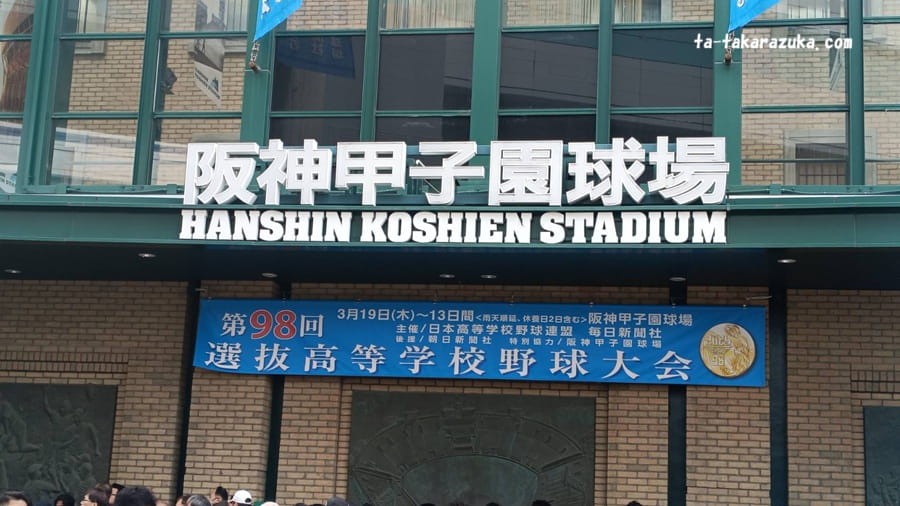 ta-takarazuka.com
阪神甲子園球場
HANSHIN KOSHIEN STADIUM
第98回
3月19日(木)～13日間<雨天順延、休養日2日含む>阪神甲子園球場
主催/日本高等学校野球連盟 毎日新聞社
後援/朝日新聞社 特別協力/阪神甲子園球場
選抜高等学校野球大会